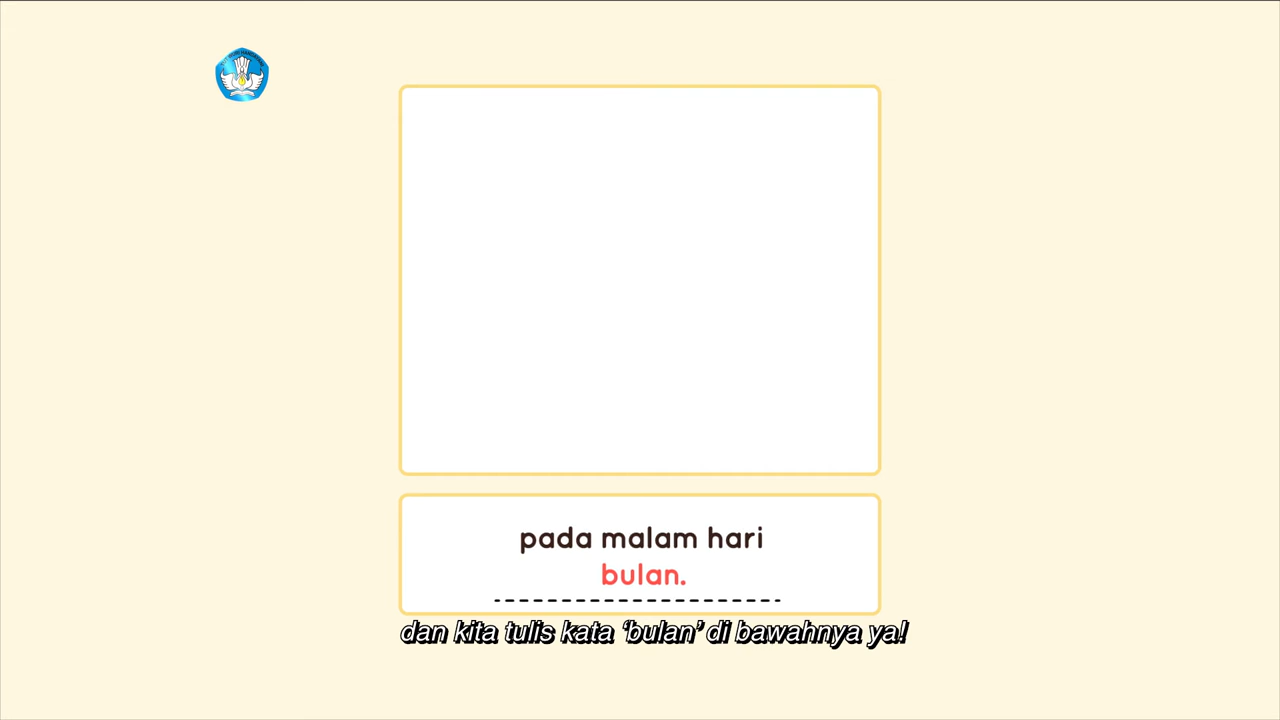 pada malam hari
bulan.
dan kita tulis kata ‘bulan’ di bawahnya ya!